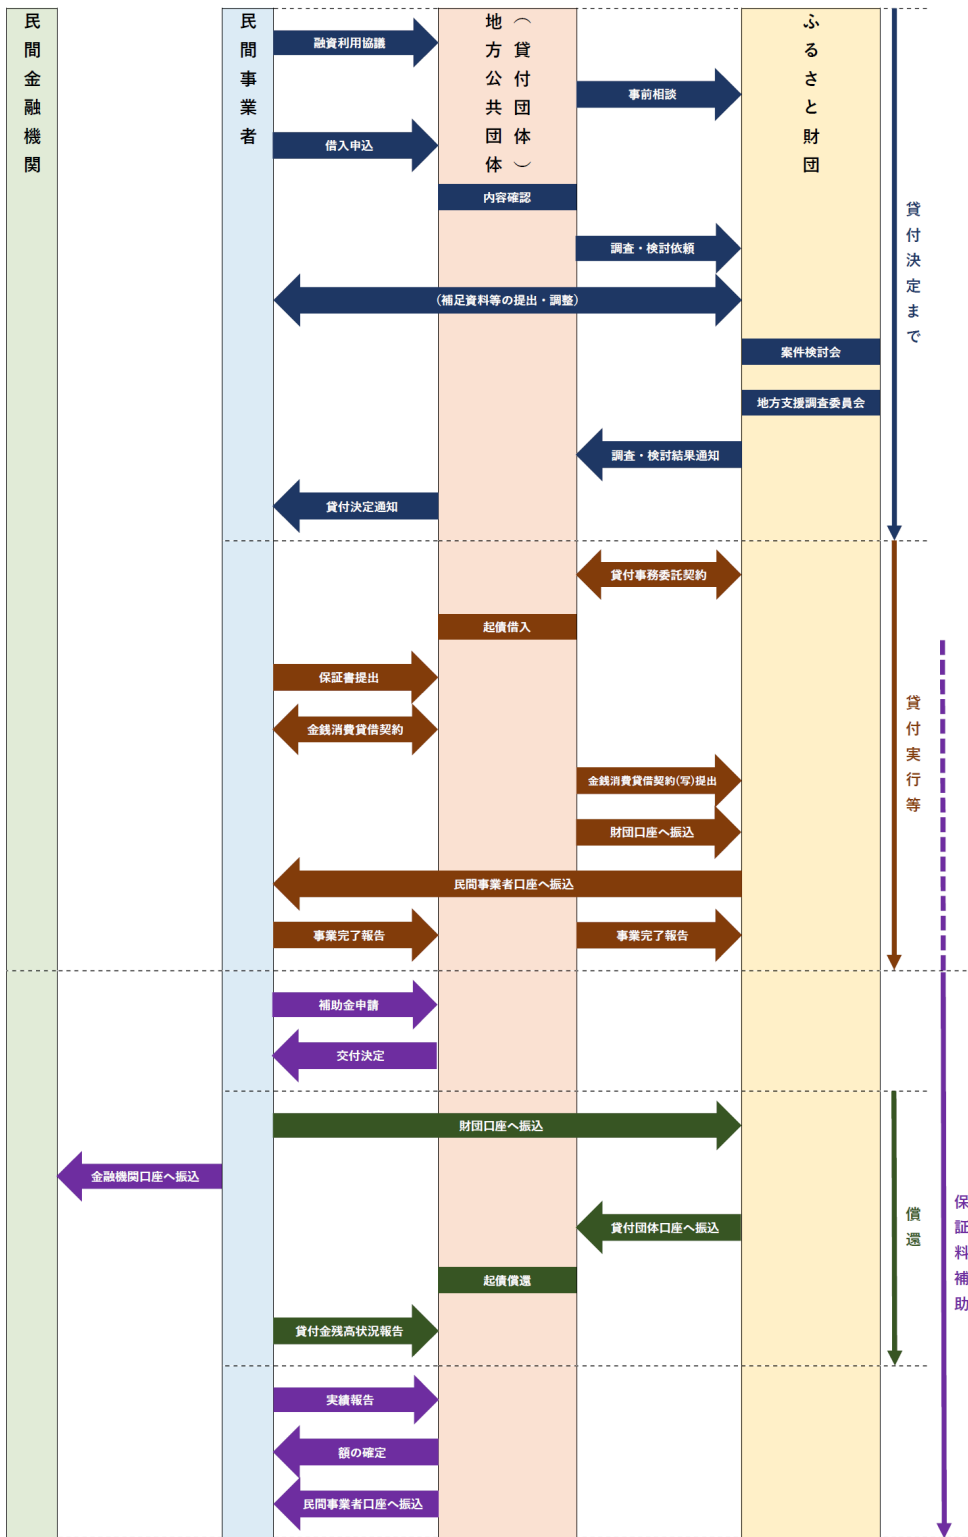 民間金融機関
民間事業者
地方公共団体
（貸付団体）
ふるさと財団
融資利用協議
事前相談
借入申込
内容確認
調査・検討依頼
（補足資料等の提出・調整）
案件検討会
地方支援調査委員会
調査・検討結果通知
貸付決定通知
貸付決定まで
貸付事務委託契約
起債借入
保証書提出
金銭消費貸借契約
金銭消費貸借契約(写)提出
財団口座へ振込
民間事業者口座へ振込
事業完了報告
事業完了報告
貸付実行等
補助金申請
交付決定
財団口座へ振込
金融機関口座へ振込
貸付団体口座へ振込
起債償還
貸付金残高状況報告
償還
実績報告
額の確定
民間事業者口座へ振込
保証料補助